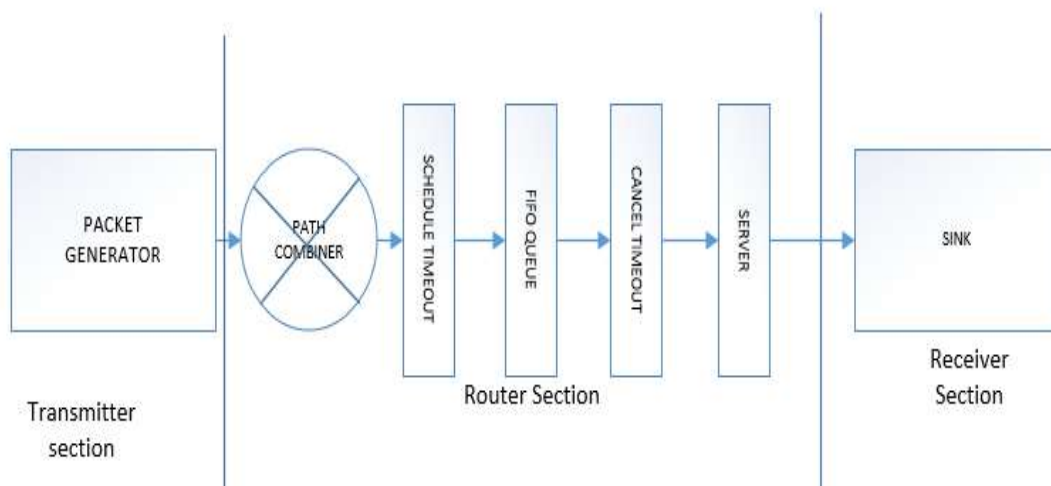 PACKET
GENERATOR
PATH
COMBINER
SCHEDULE TIMEOUT
FIFO QUEUE
CANCEL TIMEOUT
SERVER
SINK
Transmitter
section
Router Section
Receiver
Section